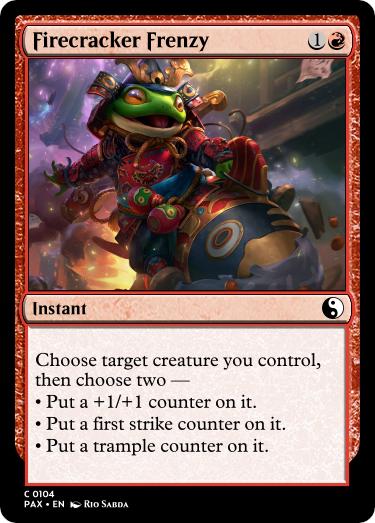 Firecracker Frenzy 1
Instant
Choose target creature you control,
then choose two —
• Put a +1/+1 counter on it.
• Put a first strike counter on it.
• Put a trample counter on it.
C 0104
PAX • EN Rio Sabda